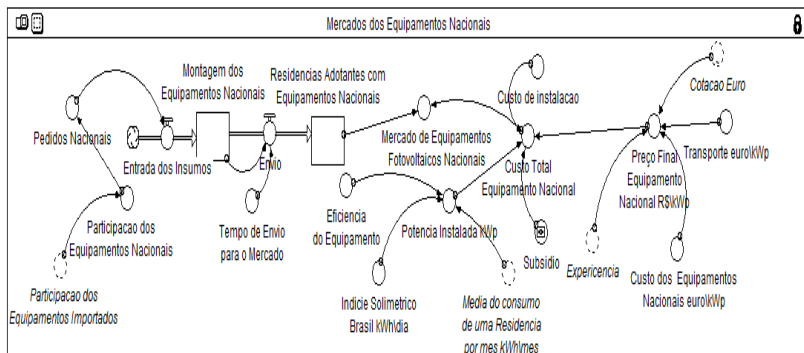 Mercados dos Equipamentos Nacionais
Montagem dos
Equipamentos Nacionais
Residencias Adotantes com
Equipamentos Nacionais
Custo de instalacao
Cotacao Euro
Pedidos Nacionais
Entrada dos Insumos
Envio
Mercado de Equipamentos
Fotovoltaicos Nacionais
Custo Total
Equipamento Nacional
Preço Final
Equipamento
Nacional R$\kWp
Transporte euro\kWp
Participacao dos
Equipamentos Nacionais
Tempo de Envio
para o Mercado
Eficiencia
do Equipamento
Potencia Instalada kWp
Subsidio
Expericencia
Custo dos Equipamentos
Nacionais euro\kWp
Participacao dos
Equipamentos Importados
Indicie Solimetrico
Brasil kWh\dia
Media do consumo
de uma Residencia
por mes kWh\mes